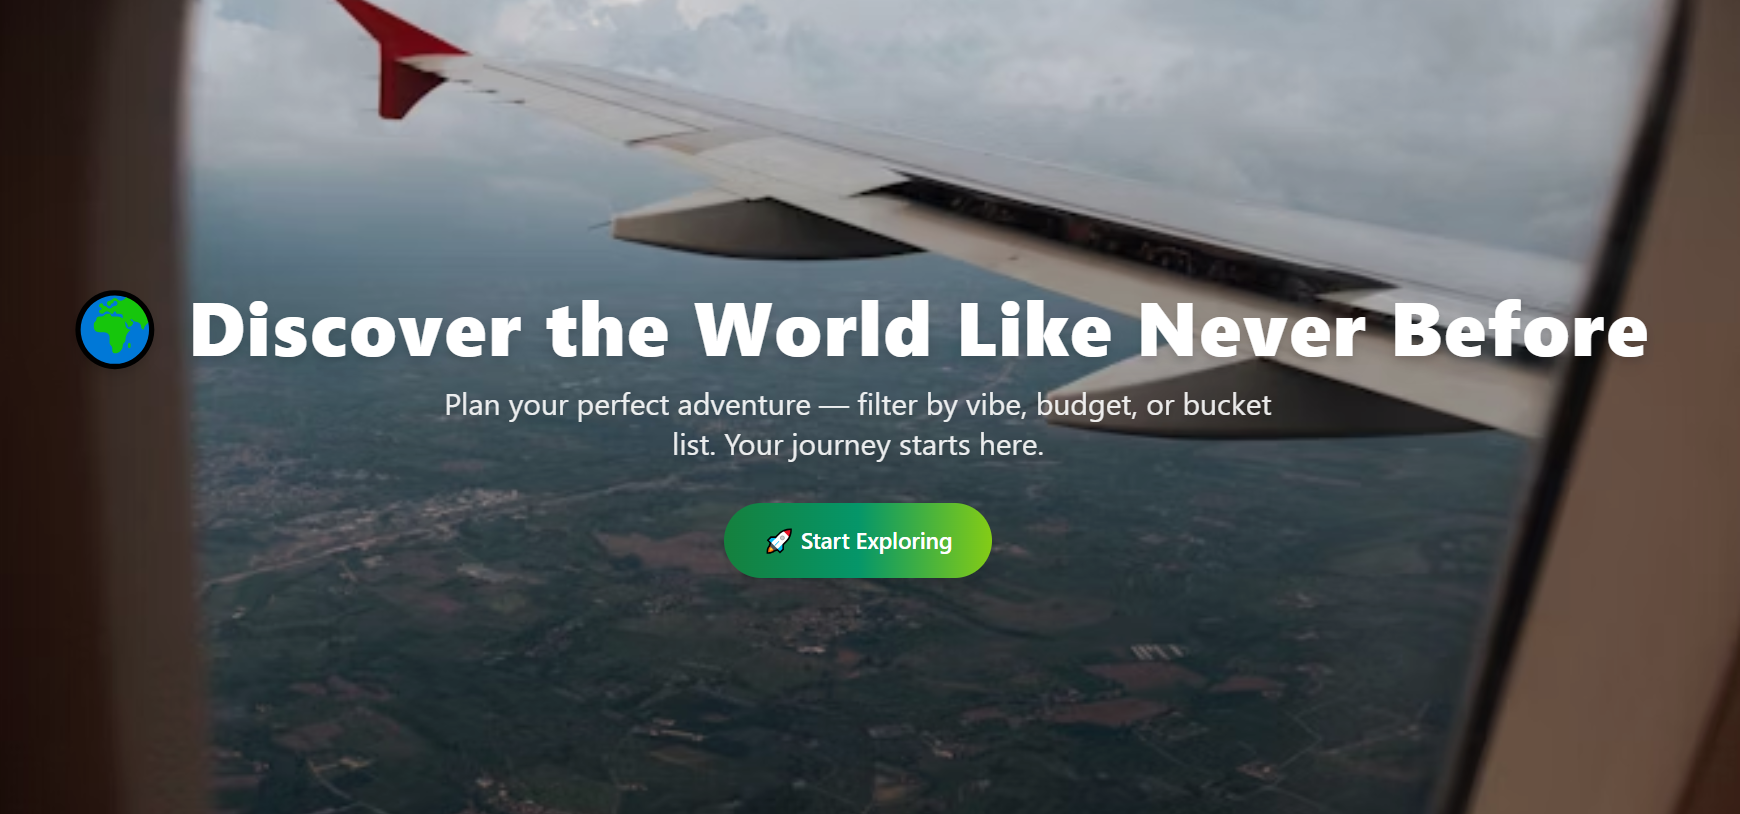 🌍 Discover the World Like Never Before
Plan your perfect adventure — filter by vibe, budget, or bucket
list. Your journey starts here.
🚀 Start Exploring